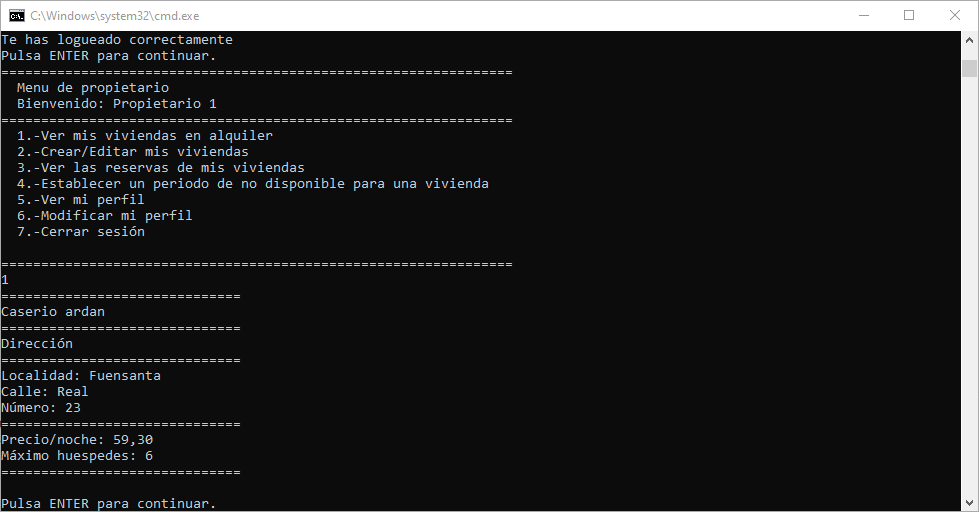 C:\Windows\system32\cmd.exe
Te has logueado correctamente
Pulsa ENTER para continuar.
================================================================
  Menu de propietario
  Bienvenido: Propietario 1
================================================================
  1.-Ver mis viviendas en alquiler
  2.-Crear/Editar mis viviendas
  3.-Ver las reservas de mis viviendas
  4.-Establecer un periodo de no disponible para una vivienda
  5.-Ver mi perfil
  6.-Modificar mi perfil
  7.-Cerrar sesión

================================================================
1
==============================
Caserio ardan
==============================
Dirección
==============================
Localidad: Fuensanta
Calle: Real
Número: 23
==============================
Precio/noche: 59,30
Máximo huespedes: 6
==============================

Pulsa ENTER para continuar.